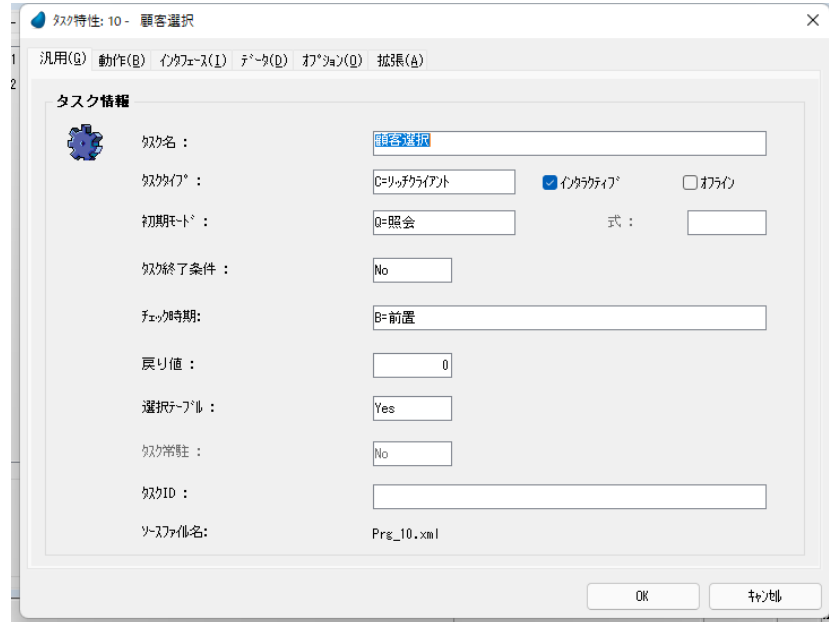 タスク特性: 10 - 顧客選択
1
2
汎用(G) 動作(B) インタフェース(I) データ(D) オプション(O) 拡張(A)
タスク情報
タスク名 : 顧客選択
タスクタイプ : C=リッチクライアント インタラクティブ オフライン
初期モード : Q=照会 式 :
タスク終了条件 : No
チェック時期: B=前置
戻り値 : 0
選択テーブル : Yes
タスク常駐 : No
タスクID :
ソースファイル名: Prg_10.xml
OK キャンセル